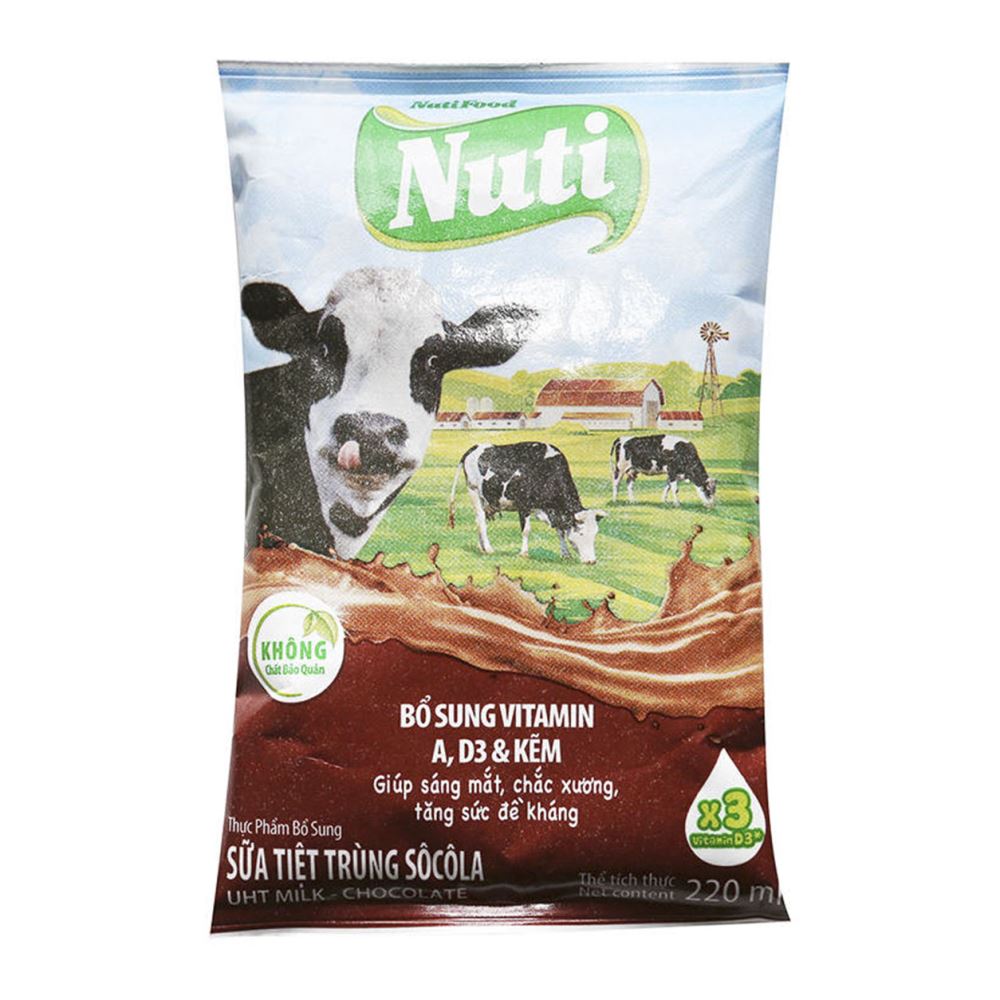 NutiFood
Nuti
KHÔNG
Chất Bảo Quản
BỔ SUNG VITAMIN
A, D3 & KẼM
Giúp sáng mắt, chắc xương,
tăng sức đề kháng
x3
Vitamin D3*
Thực Phẩm Bổ Sung
SỮA TIỆT TRÙNG SÔCÔLA
UHT MILK - CHOCOLATE
Thể tích thực
Net content 220 ml